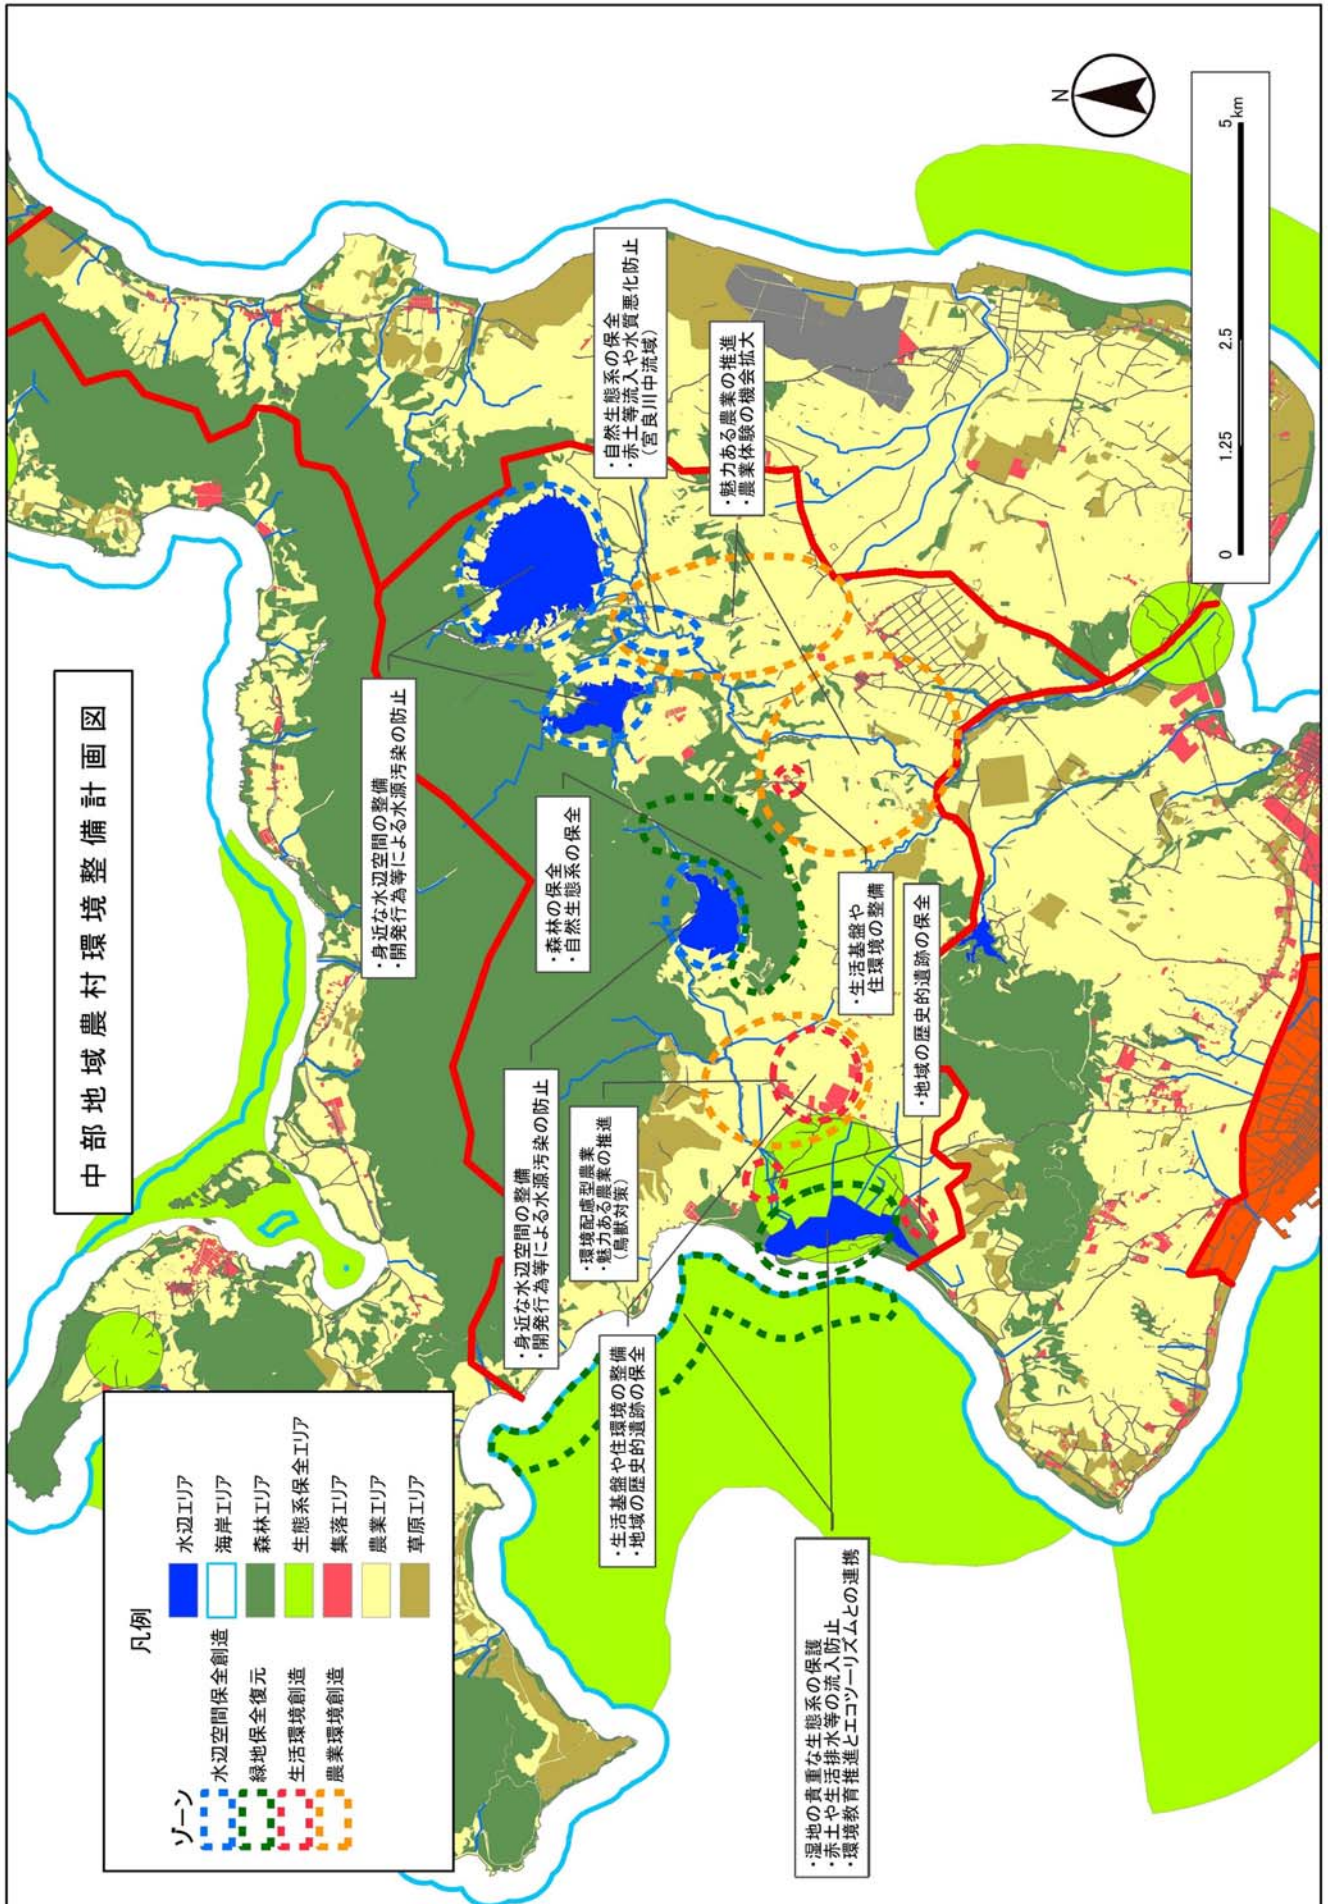 中部地域農村環境整備計画図
凡例
ゾーン
水辺空間保全創造
緑地保全復元
生活環境創造
農業環境創造
水辺エリア
海岸エリア
森林エリア
生態系保全エリア
集落エリア
農業エリア
草原エリア
・身近な水辺空間の整備
・開発行為等による水源汚染の防止
・森林の保全
・自然生態系の保全
・自然生態系の保全
・赤土等流入や水質悪化防止
（宮良川中流域）
・魅力ある農業の推進
・農業体験の機会拡大
・身近な水辺空間の整備
・開発行為等による水源汚染の防止
・環境配慮型農業
・魅力ある農業の推進
（鳥獣対策）
・生活基盤や住環境の整備
・地域の歴史的遺跡の保全
・生活基盤や
住環境の整備
・地域の歴史的遺跡の保全
・湿地の貴重な生態系の保護
・赤土や生活排水等の流入防止
・環境教育推進とエコツーリズムとの連携
N
0 1.25 2.5 5
km